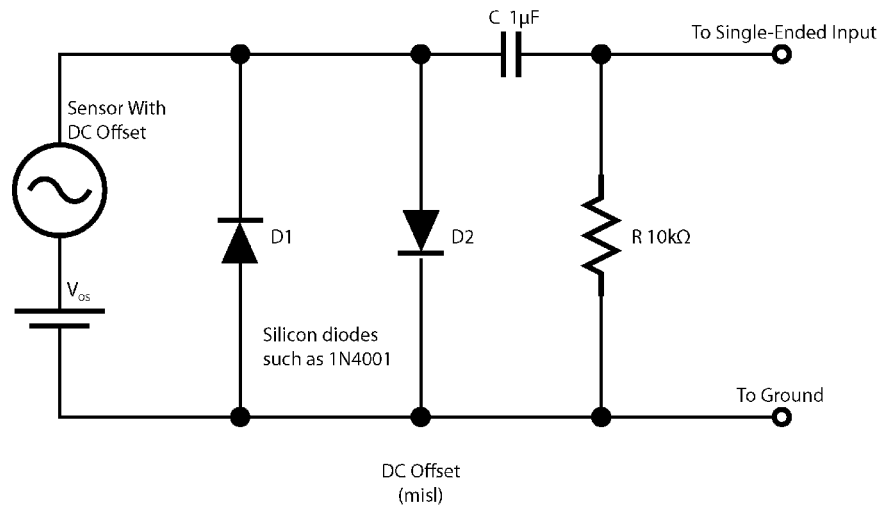 C 1µF
To Single-Ended Input
Sensor With
DC Offset
D1
D2
R 10kΩ
VOS
Silicon diodes
such as 1N4001
To Ground
DC Offset
(misl)